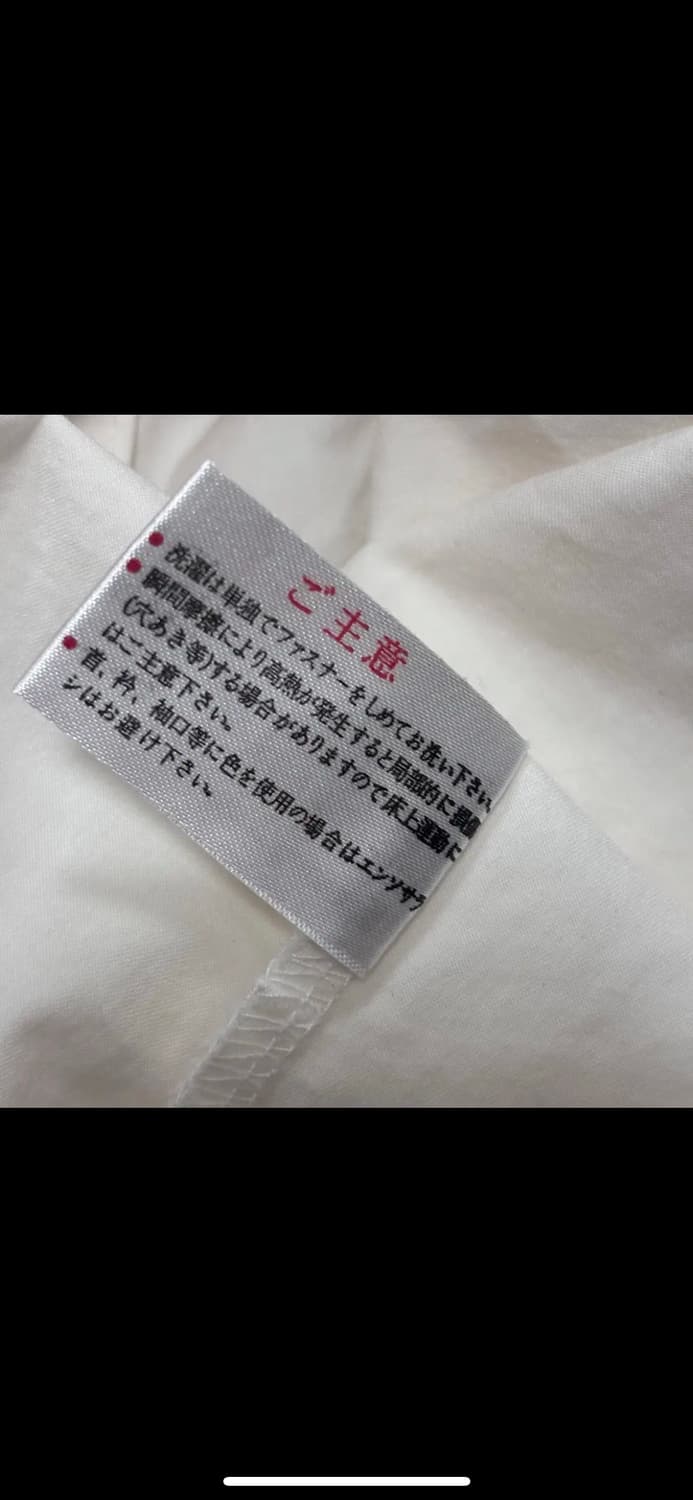 ご主意
● 洗濯は単独でファスナーをしめてお洗い下さい。
● 瞬間摩擦により高熱が発生すると局部的に損
(穴あき等)する場合がありますので床上運動に
はご主意下さい。
● 首、衿、袖口等に色を使用の場合はエンソサラ
シはお避け下さい。